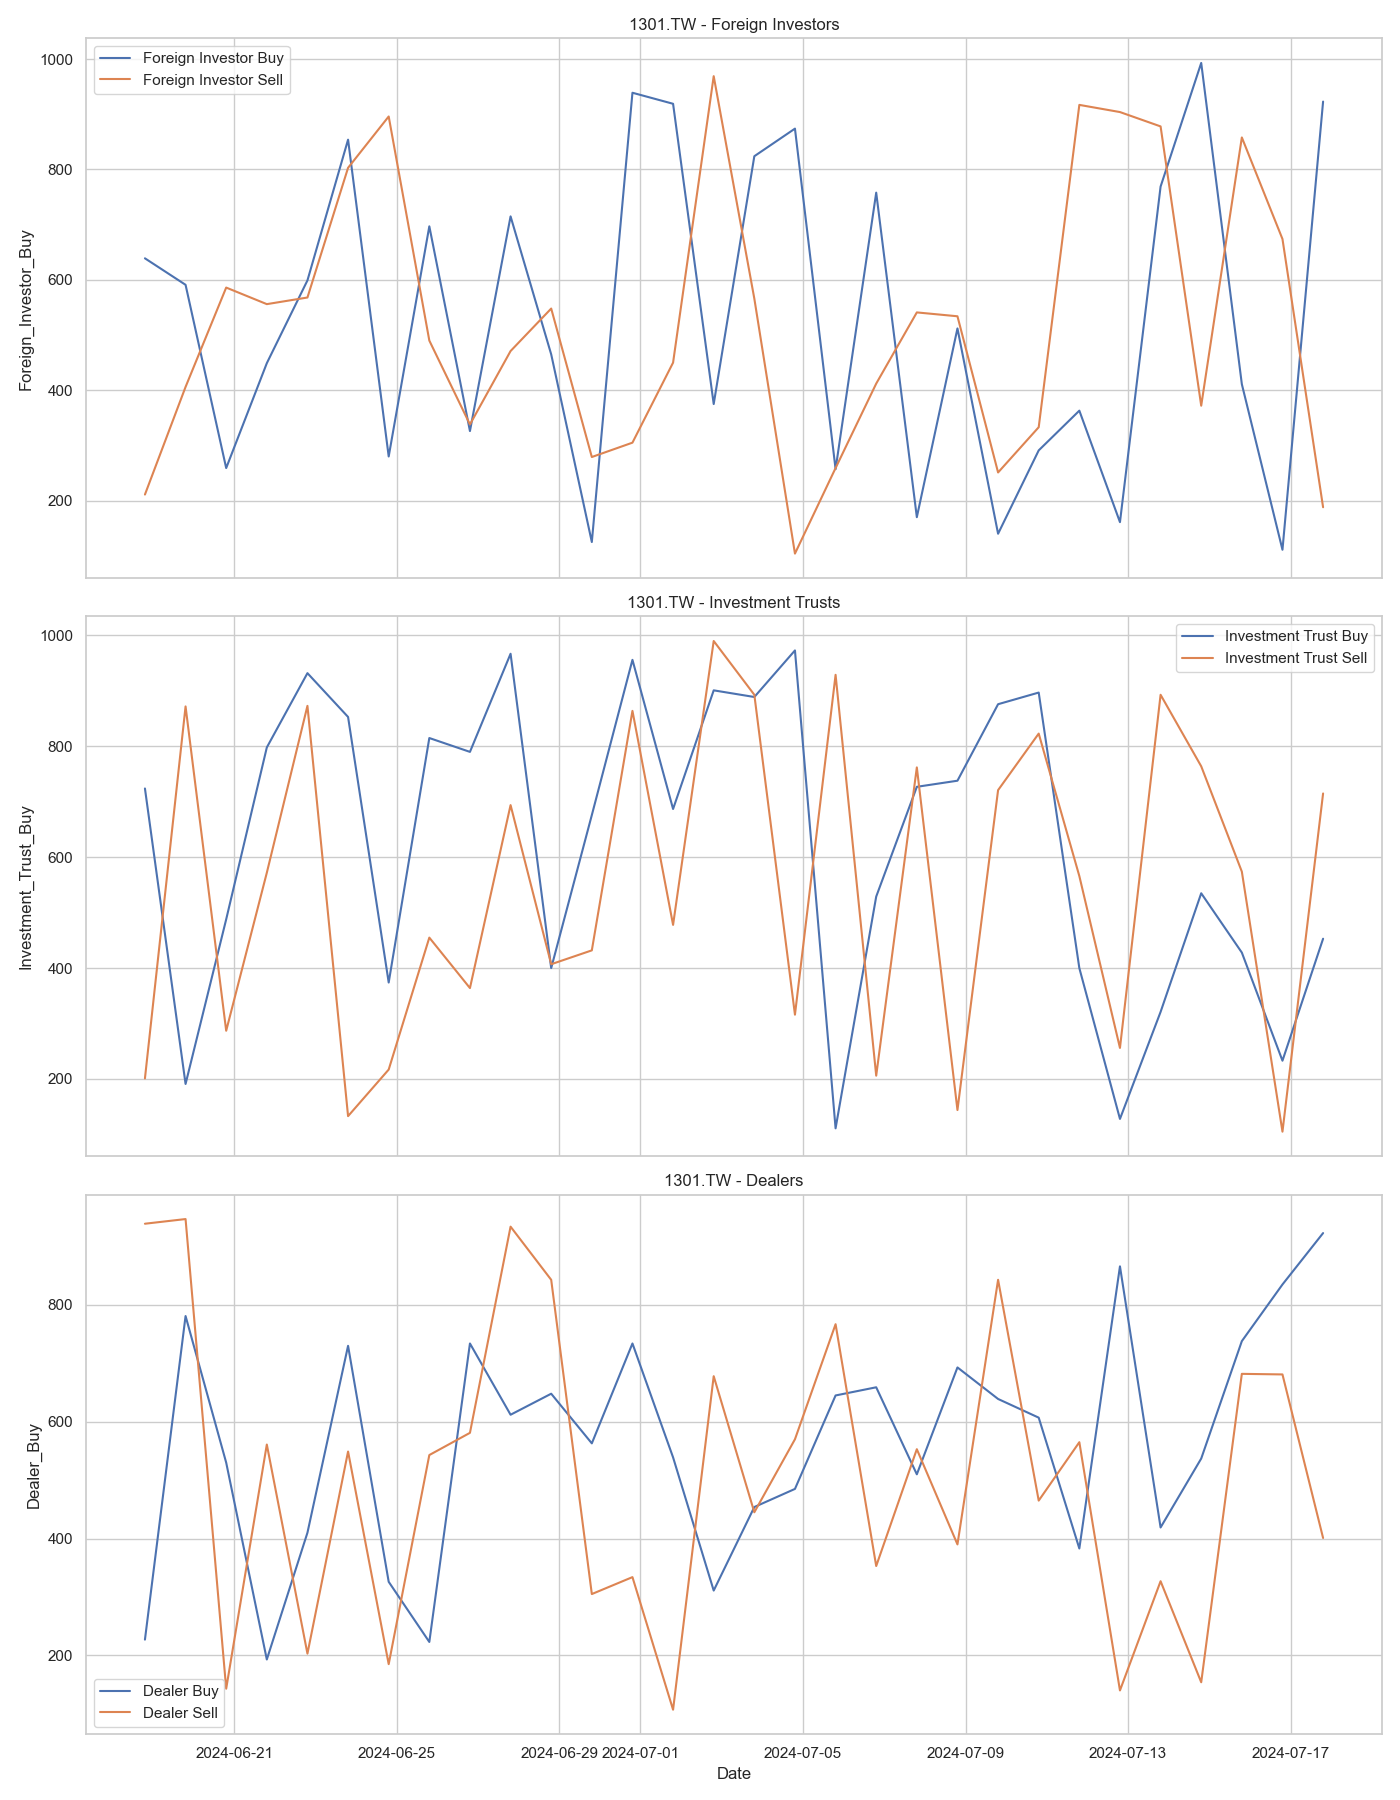 1301.TW - Foreign Investors
Foreign Investor Buy
Foreign Investor Sell
Foreign_Investor_Buy
1000
800
600
400
200
1301.TW - Investment Trusts
Investment Trust Buy
Investment Trust Sell
Investment_Trust_Buy
1000
800
600
400
200
1301.TW - Dealers
Dealer_Buy
800
600
400
200
Dealer Buy
Dealer Sell
2024-06-21 2024-06-25 2024-06-29 2024-07-01 2024-07-05 2024-07-09 2024-07-13 2024-07-17
Date